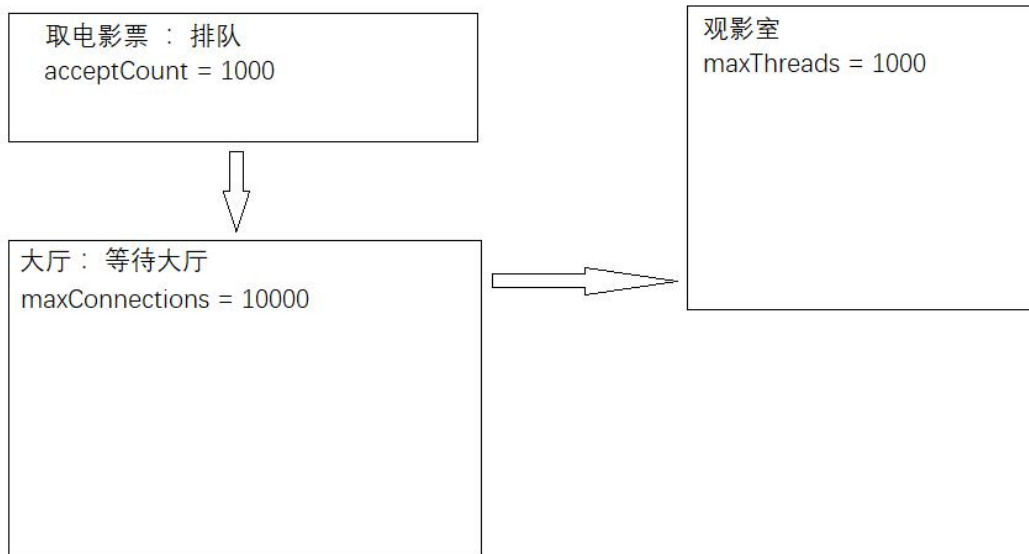 取电影票 ： 排队
acceptCount = 1000
观影室
maxThreads = 1000
大厅： 等待大厅
maxConnections = 10000